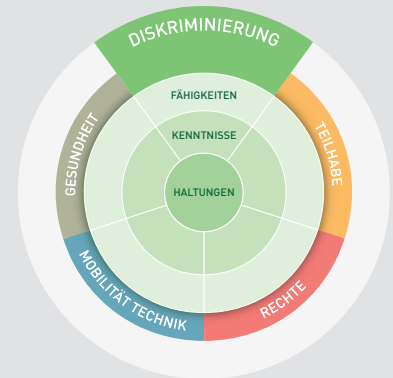 DISKRIMINIERUNG
FÄHIGKEITEN
KENNTNISSE
HALTUNGEN
GESUNDHEIT
TEILHABE
MOBILITÄT TECHNIK
RECHTE